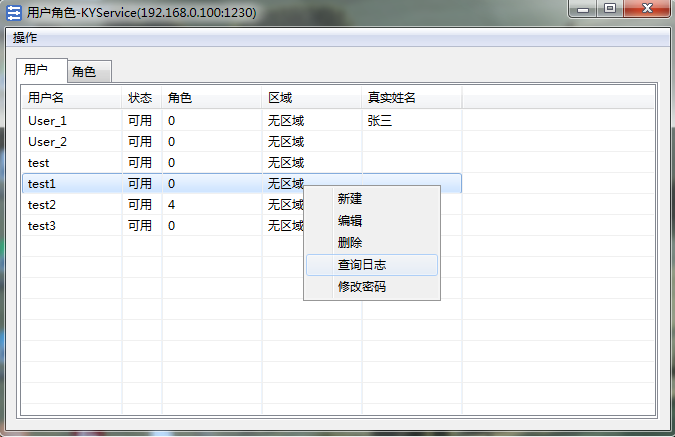 用户角色-KYService(192.168.0.100:1230)
操作
用户 角色
用户名 状态 角色 区域 真实姓名
User_1 可用 0 无区域 张三
User_2 可用 0 无区域
test 可用 0 无区域
test1 可用 0 无区域
test2 可用 4 无区域
test3 可用 0 无区域
新建
编辑
删除
查询日志
修改密码